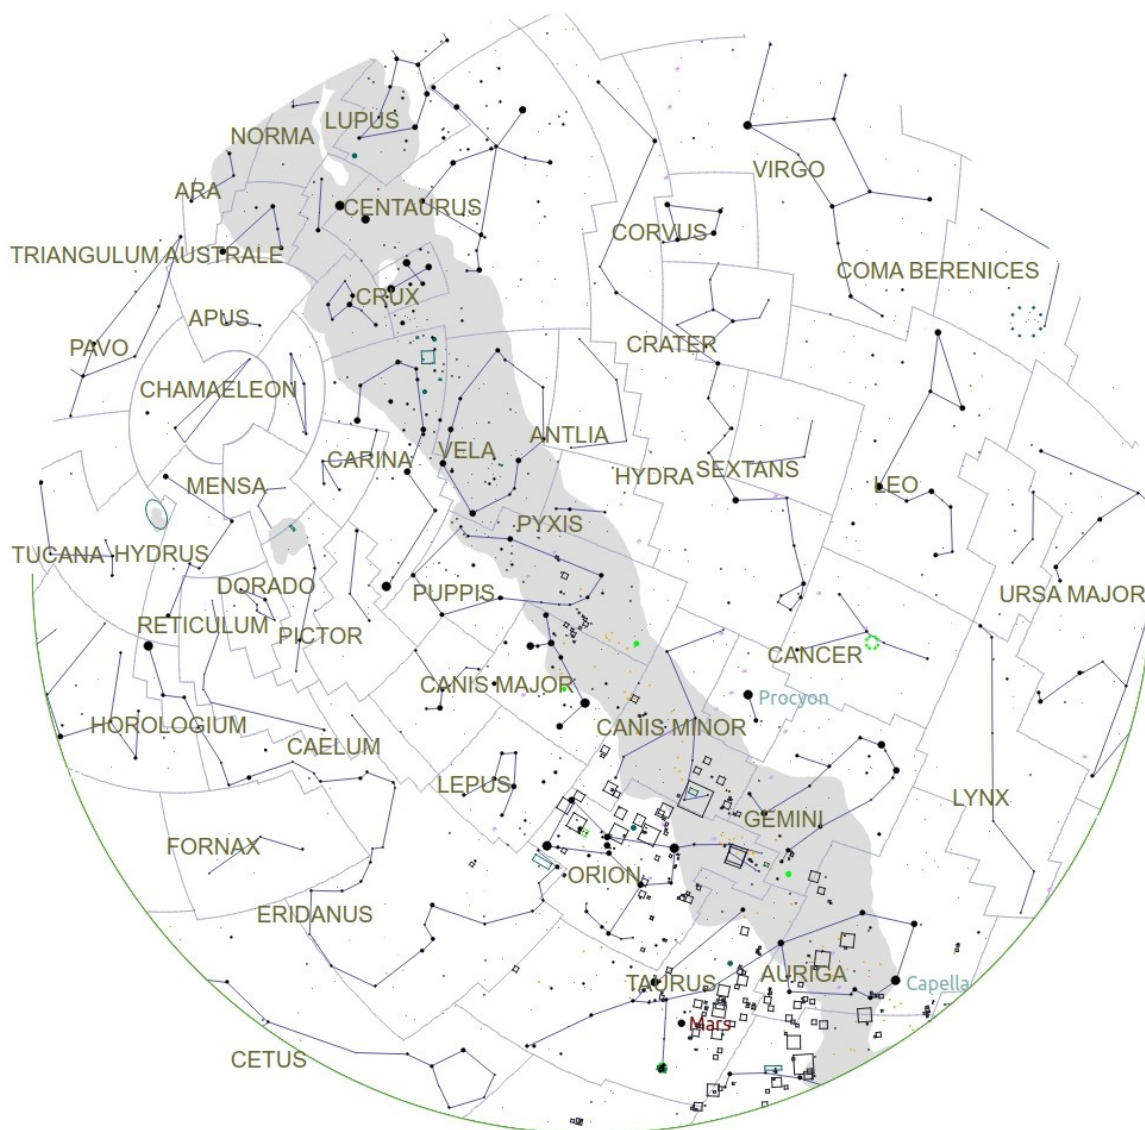 LUPUS
NORMA
VIRGO
ARA
CENTAURUS
CORVUS
TRIANGULUM AUSTRALE
COMA BERENICES
CRUX
APUS
PAVO
CRATER
CHAMAELEON
ANTLIA
VELA
CARINA
HYDRA
SEXTANS
LEO
MENSA
PYXIS
TUCANA
HYDRUS
DORADO
PUPPIS
URSA MAJOR
RETICULUM
PICTOR
CANCER
CANIS MAJOR
Procyon
HOROLOGIUM
CANIS MINOR
CAELUM
LEPUS
LYNX
GEMINI
FORNAX
ORION
ERIDANUS
TAURUS
AURIGA
Capella
Mars
CETUS